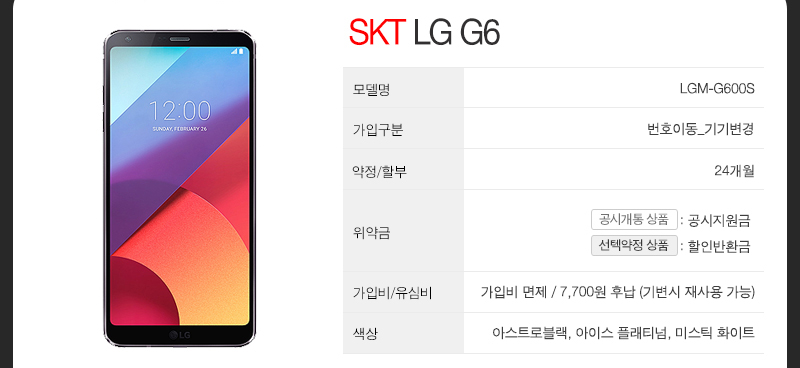 SKT LG G6
12:00
SUNDAY, FEBRUARY 26
LG
모델명
LGM-G600S
가입구분
번호이동_기기변경
약정/할부
24개월
위약금
공시개통 상품 : 공시지원금
선택약정 상품 : 할인반환금
가입비/유심비
가입비 면제 / 7,700원 후납 (기변시 재사용 가능)
색상
아스트로블랙, 아이스 플래티넘, 미스틱 화이트